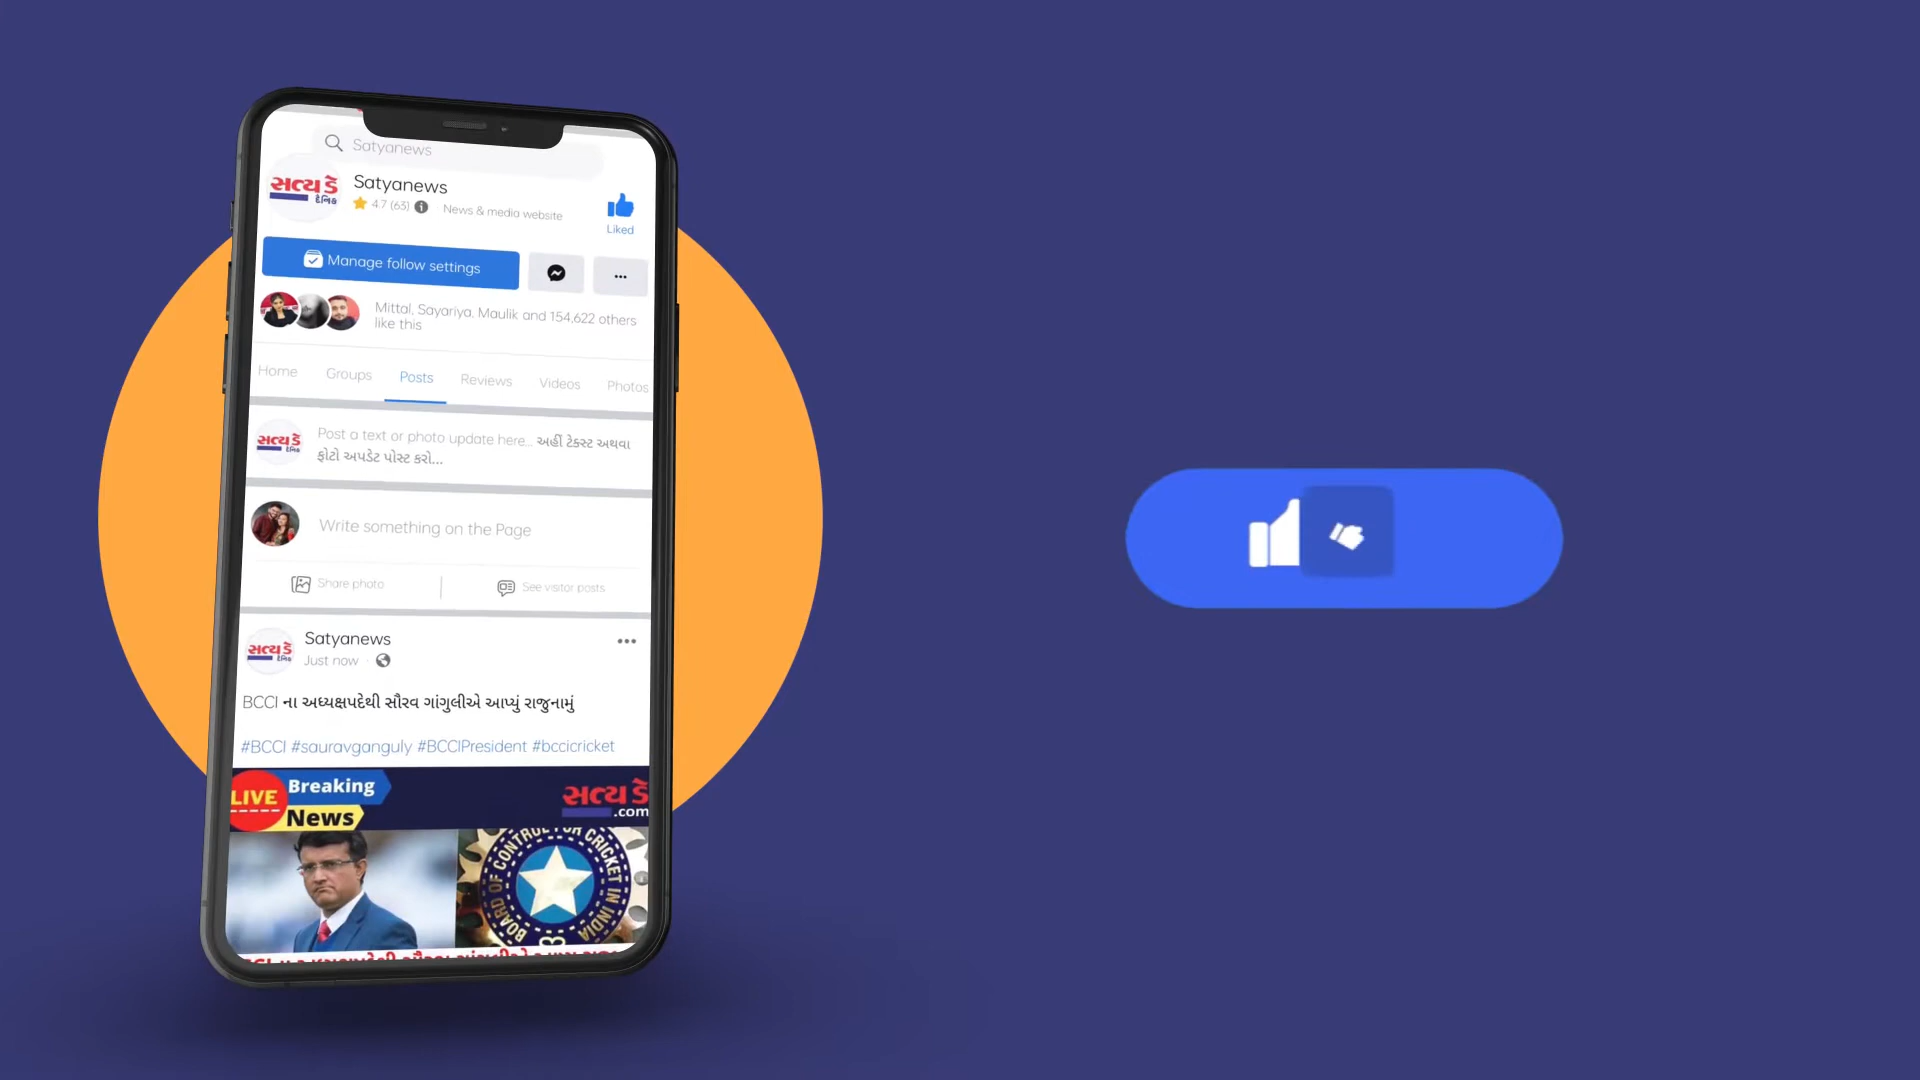 Satyanews
સત્ય ડે
દૈનિક
Satyanews
4.7 (63) News & media website
Liked
Manage follow settings
Mittal, Sayariya, Maulik and 154,622 others
like this
Home Groups Posts Reviews Videos Photos
સત્ય ડે
દૈનિક
Post a text or photo update here... અહીં ટેક્સ્ટ અથવા
ફોટો અપડેટ પોસ્ટ કરો...
Write something on the Page
Share photo See visitor posts
સત્ય ડે
દૈનિક
Satyanews
Just now
BCCI ના અધ્યક્ષપદેથી સૌરવ ગાંગુલીએ આપ્યું રાજુનામું
#BCCI #sauravganguly #BCCIPresident #bccicricket
LIVE Breaking
News
સત્ય ડે
.com
BOARD OF CONTROL FOR CRICKET IN INDIA